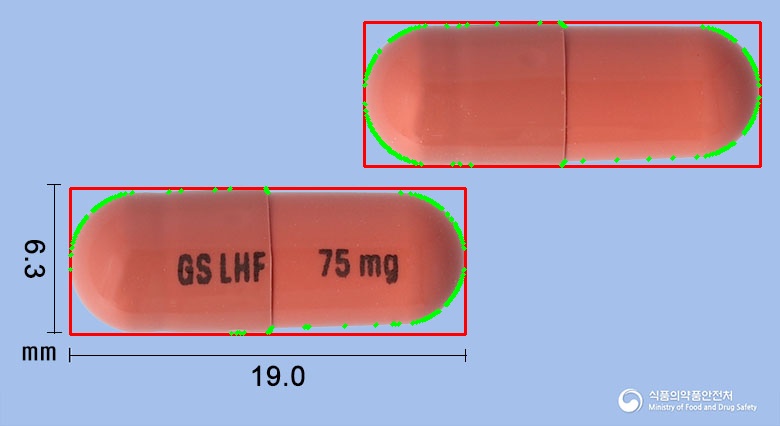 GS LHF 75 mg
6.3
mm
19.0
식품의약품안전처
Ministry of Food and Drug Safety